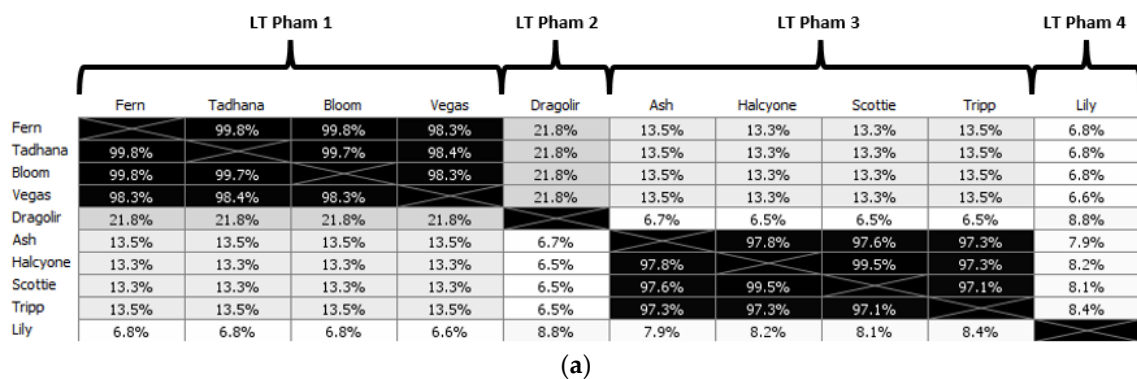 LT Pham 1 LT Pham 2 LT Pham 3 LT Pham 4
Fern Tadhana Bloom Vegas Dragolir Ash Halcyone Scottie Tripp Lily
Fern 99.8% 99.8% 98.3% 21.8% 13.5% 13.3% 13.3% 13.5% 6.8%
Tadhana 99.8% 99.7% 98.4% 21.8% 13.5% 13.3% 13.3% 13.5% 6.8%
Bloom 99.8% 99.7% 98.3% 21.8% 13.5% 13.3% 13.3% 13.5% 6.8%
Vegas 98.3% 98.4% 98.3% 21.8% 13.5% 13.3% 13.3% 13.5% 6.6%
Dragolir 21.8% 21.8% 21.8% 21.8% 6.7% 6.5% 6.5% 6.5% 8.8%
Ash 13.5% 13.5% 13.5% 13.5% 6.7% 97.8% 97.6% 97.3% 7.9%
Halcyone 13.3% 13.3% 13.3% 13.3% 6.5% 97.8% 99.5% 97.3% 8.2%
Scottie 13.3% 13.3% 13.3% 13.3% 6.5% 97.6% 99.5% 97.1% 8.1%
Tripp 13.5% 13.5% 13.5% 13.5% 6.5% 97.3% 97.3% 97.1% 8.4%
Lily 6.8% 6.8% 6.8% 6.6% 8.8% 7.9% 8.2% 8.1% 8.4%
(a)